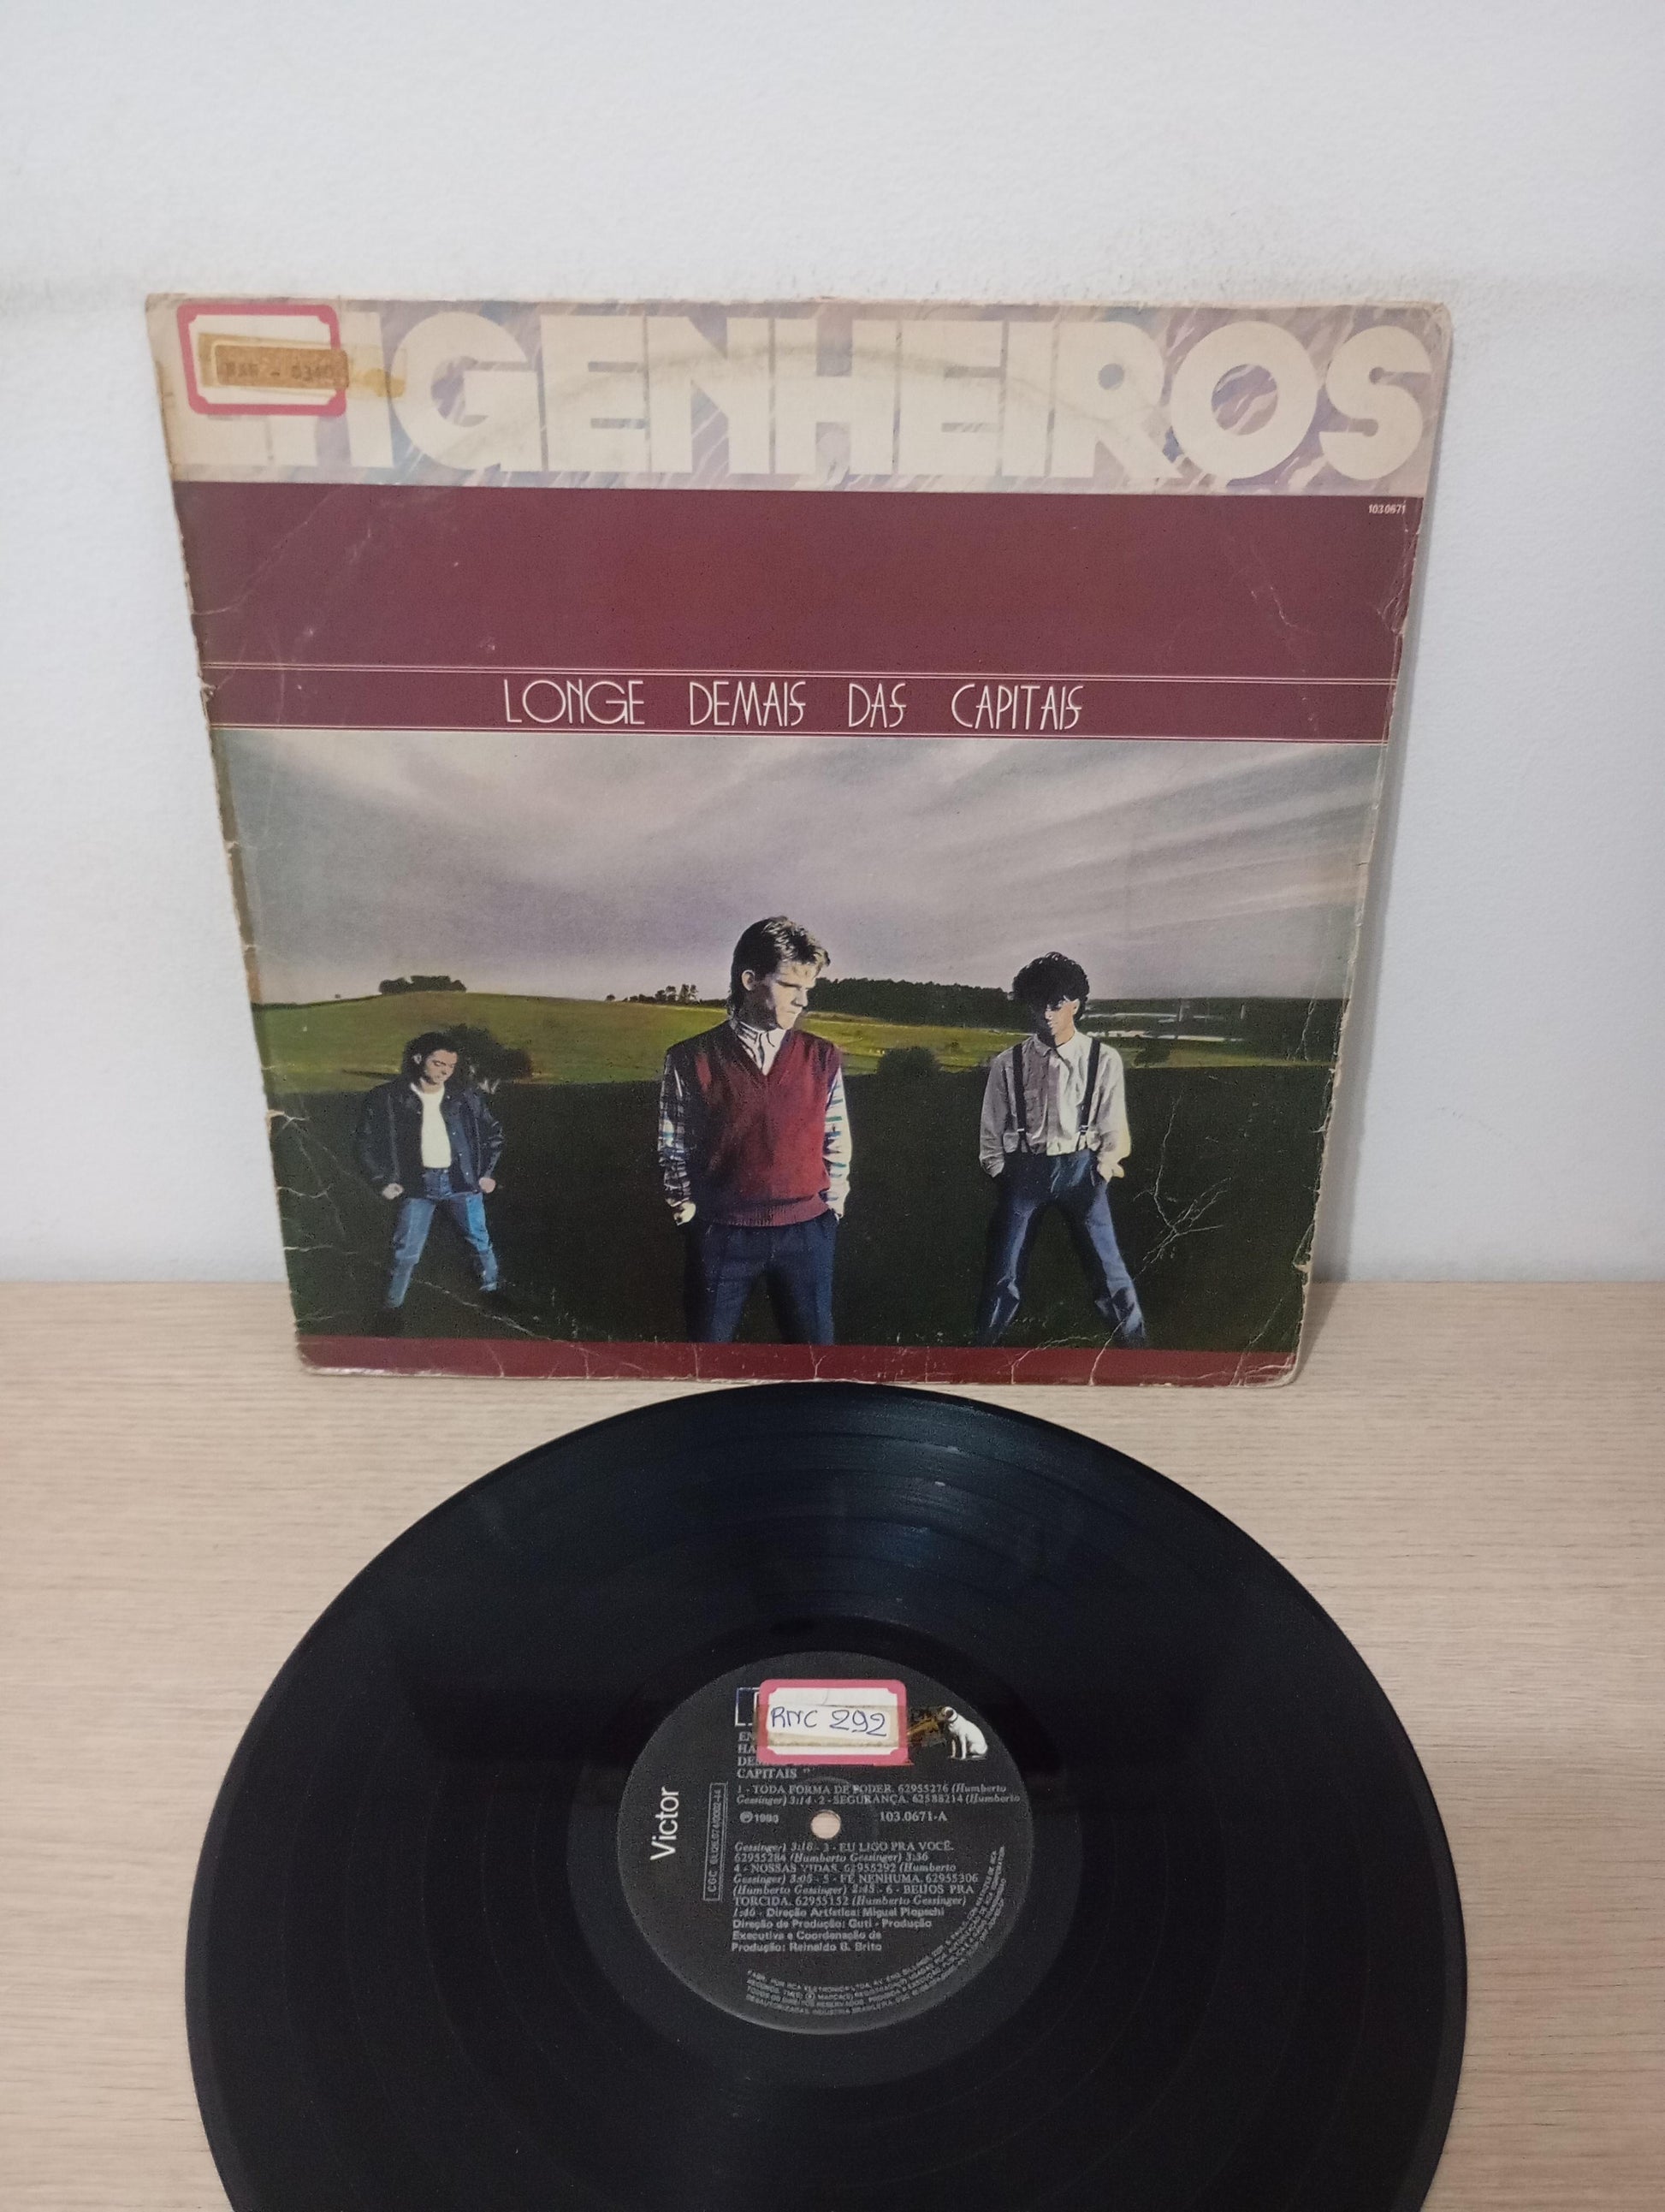 ENGENHEIROS
103.0671
LONGE DEMAIS DAS CAPITAIS
RNC 292
CAPITAIS "
1 - TODA FORMA DE PODER. 62955276 (Humberto
Gessinger) 3:14 - 2 - SEGURANÇA. 62588214 (Humberto
103.0671-A
Gessinger) 3:18 - 3 - EU LIGO PRA VOCÊ.
62955284 (Humberto Gessinger) 3:36
4 - NOSSAS VIDAS. 62955292 (Humberto
Gessinger) 3:05 - 5 - FÉ NENHUMA. 62955306
(Humberto Gessinger) 2:45 - 6 - BEIJOS PRA
TORCIDA. 62955152 (Humberto Gessinger)
1:46 - Direção Artística: Miguel Plopschi
Direção de Produção: Guti - Produção
Executiva e Coordenação de
Produção: Reinaldo B. Brito
Victor